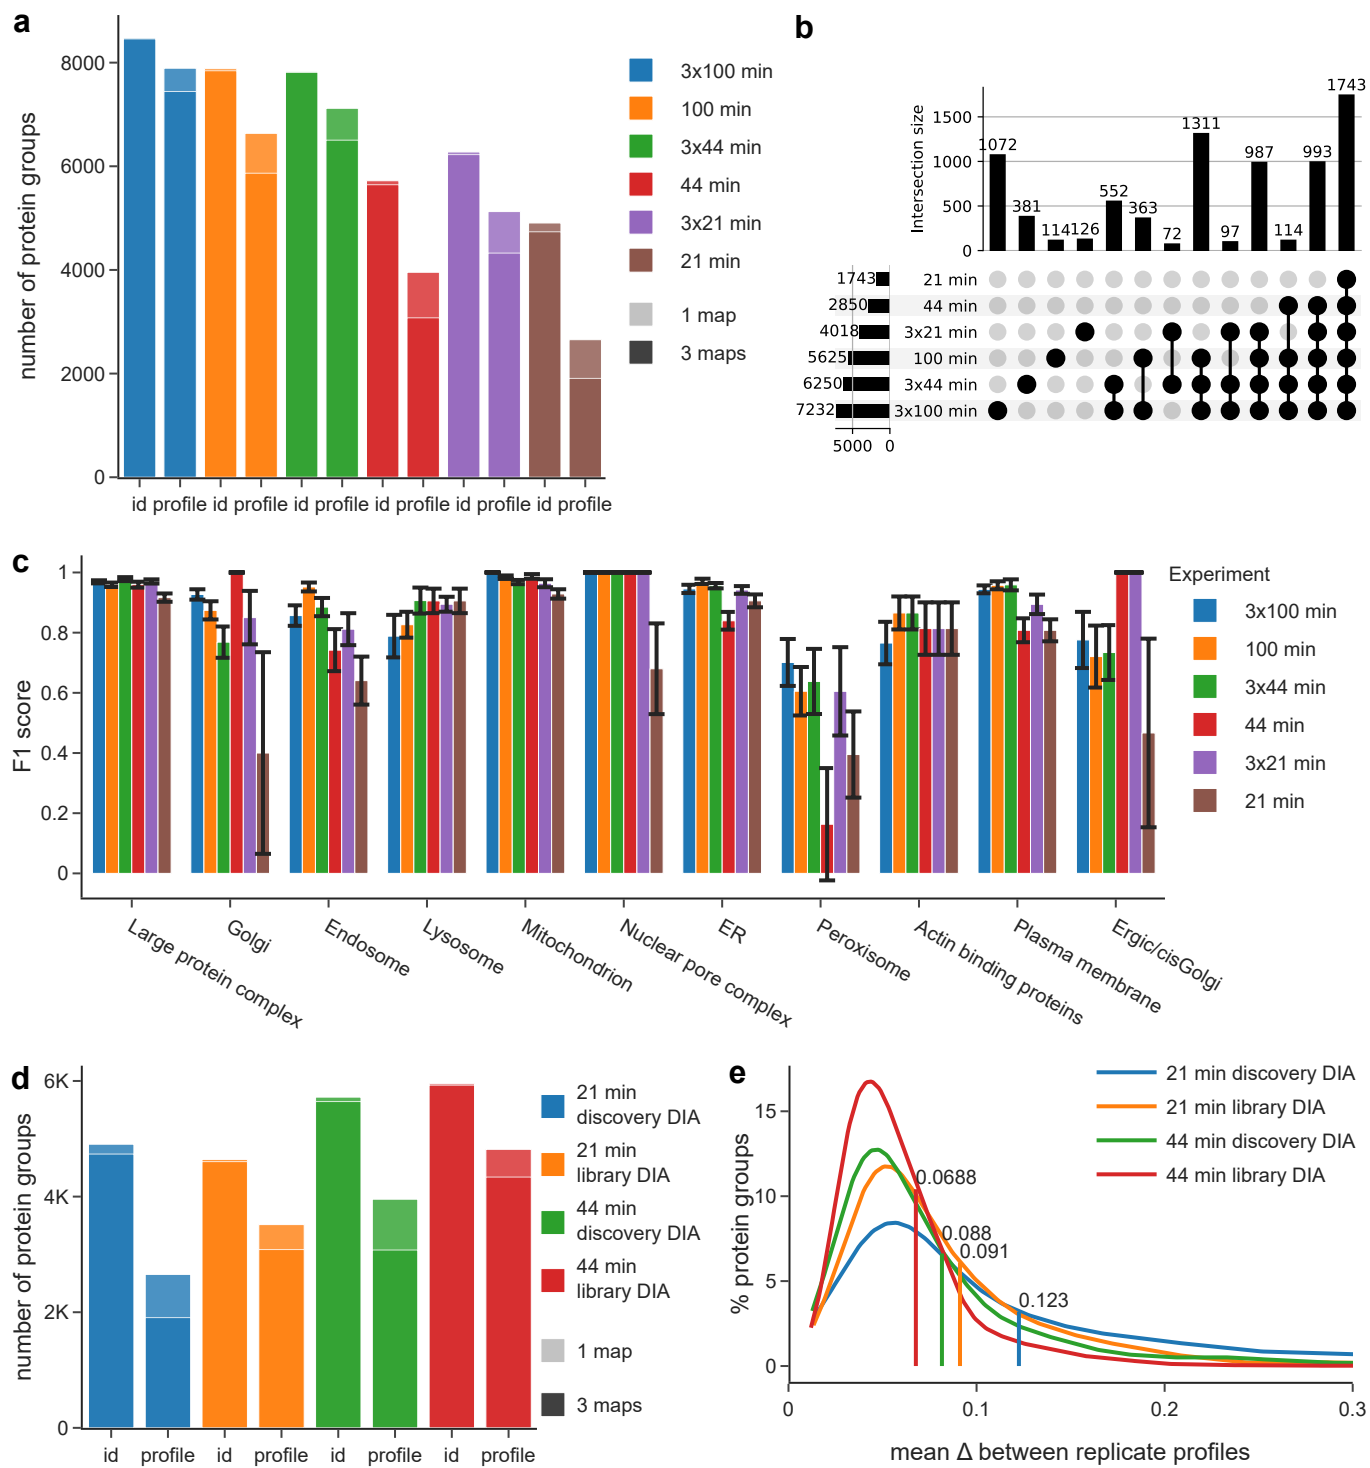 a
number of protein groups
8000
6000
4000
2000
0
id profile id profile id profile id profile id profile id profile
3x100 min
100 min
3x44 min
44 min
3x21 min
21 min
1 map
3 maps
b
Intersection size
1500
1000
500
0
1072
381
114
126
552
363
72
1311
97
987
114
993
1743
1743 21 min
2850 44 min
4018 3x21 min
5625 100 min
6250 3x44 min
7232 3x100 min
5000 0
c
F1 score
1
0.8
0.6
0.4
0.2
0
Large protein complex
Golgi
Endosome
Lysosome
Mitochondrion
Nuclear pore complex
ER
Peroxisome
Actin binding proteins
Plasma membrane
Ergic/cisGolgi
Experiment
3x100 min
100 min
3x44 min
44 min
3x21 min
21 min
d
number of protein groups
6K
4K
2K
0
id profile id profile id profile id profile
21 min
discovery DIA
21 min
library DIA
44 min
discovery DIA
44 min
library DIA
1 map
3 maps
e
% potein groups
15
10
5
0
0.0688
0.088
0.091
0.123
21 min discovery DIA
21 min library DIA
44 min discovery DIA
44 min library DIA
0 0.1 0.2 0.3
mean Δ between replicate profiles